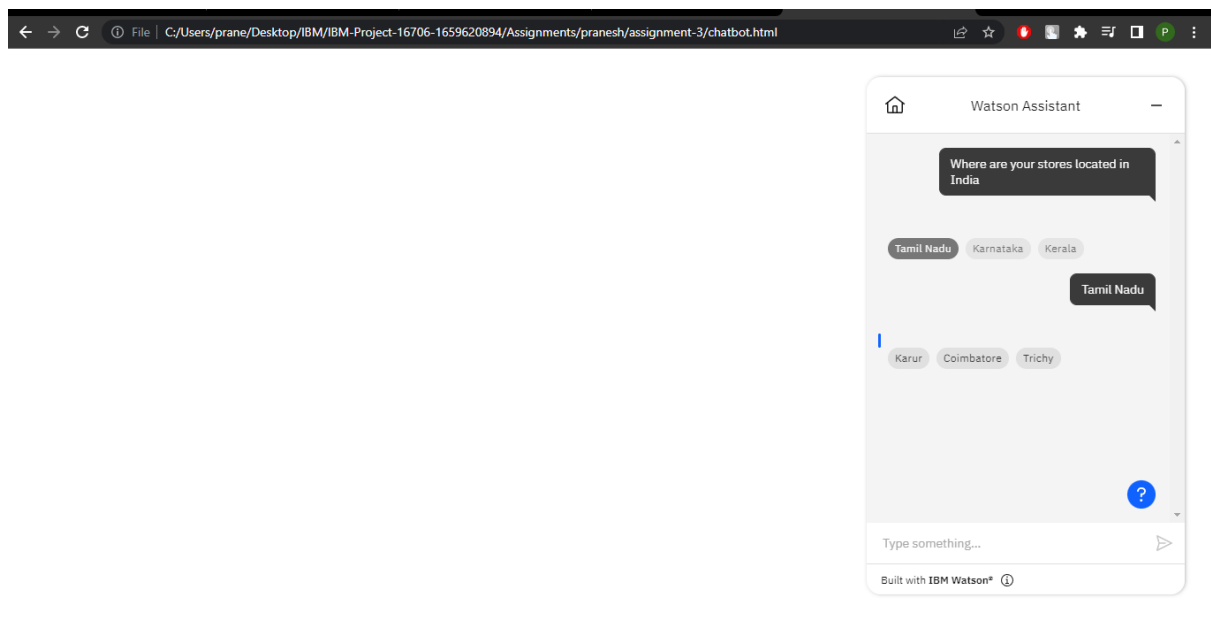 File | C:/Users/prane/Desktop/IBM/IBM-Project-16706-1659620894/Assignments/pranesh/assignment-3/chatbot.html
P
Watson Assistant
Where are your stores located in
India
Tamil Nadu Karnataka Kerala
Tamil Nadu
Karur Coimbatore Trichy
?
Type something...
Built with IBM Watson®